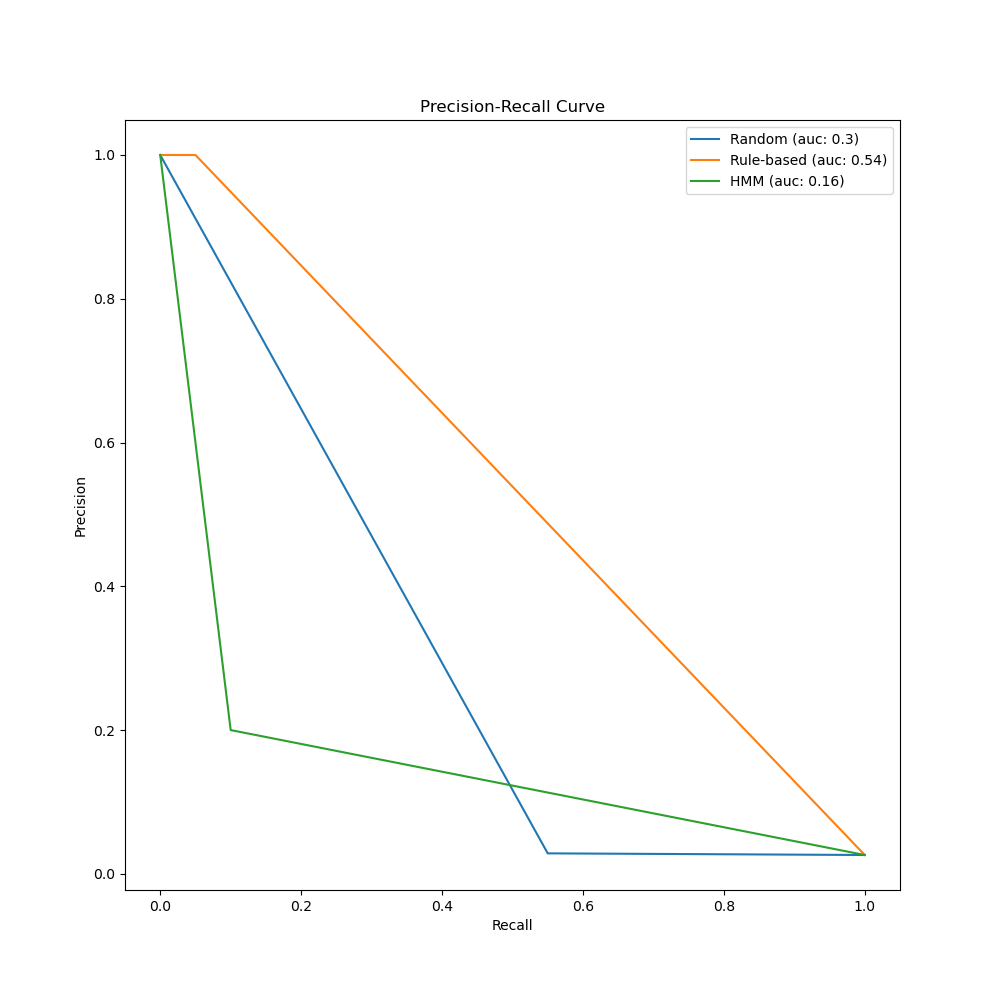 Precision-Recall Curve
Random (auc: 0.3)
Rule-based (auc: 0.54)
HMM (auc: 0.16)
1.0
0.8
0.6
0.4
0.2
0.0
Precision
0.0 0.2 0.4 0.6 0.8 1.0
Recall